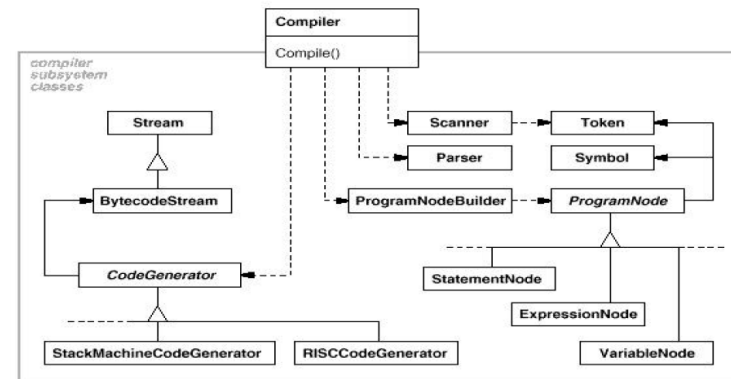 Compiler
Compile()
compiler
subsystem
classes
Stream
Scanner
Token
Parser
Symbol
BytecodeStream
ProgramNodeBuilder
ProgramNode
CodeGenerator
StatementNode
ExpressionNode
StackMachineCodeGenerator
RISCCodeGenerator
VariableNode